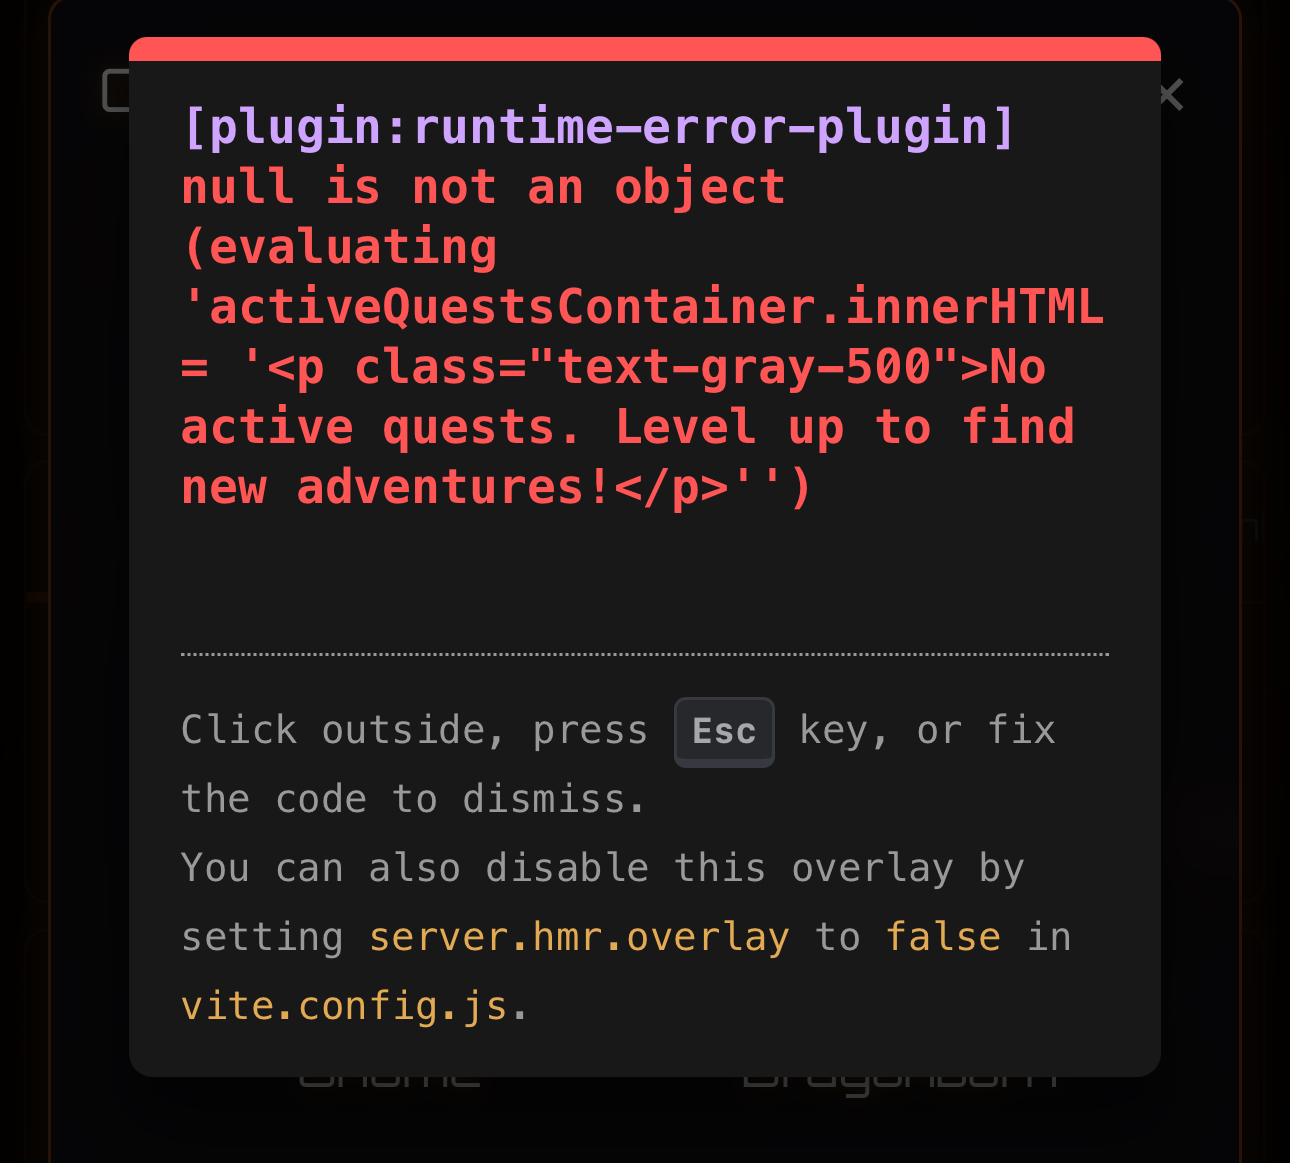 [plugin:runtime-error-plugin]
null is not an object
(evaluating
'activeQuestsContainer.innerHTML
= '<p class="text-gray-500">No
active quests. Level up to find
new adventures!</p>'')
×
Click outside, press Esc key, or fix
the code to dismiss.
You can also disable this overlay by
setting server.hmr.overlay to false in
vite.config.js.
Gnome Dragonborn